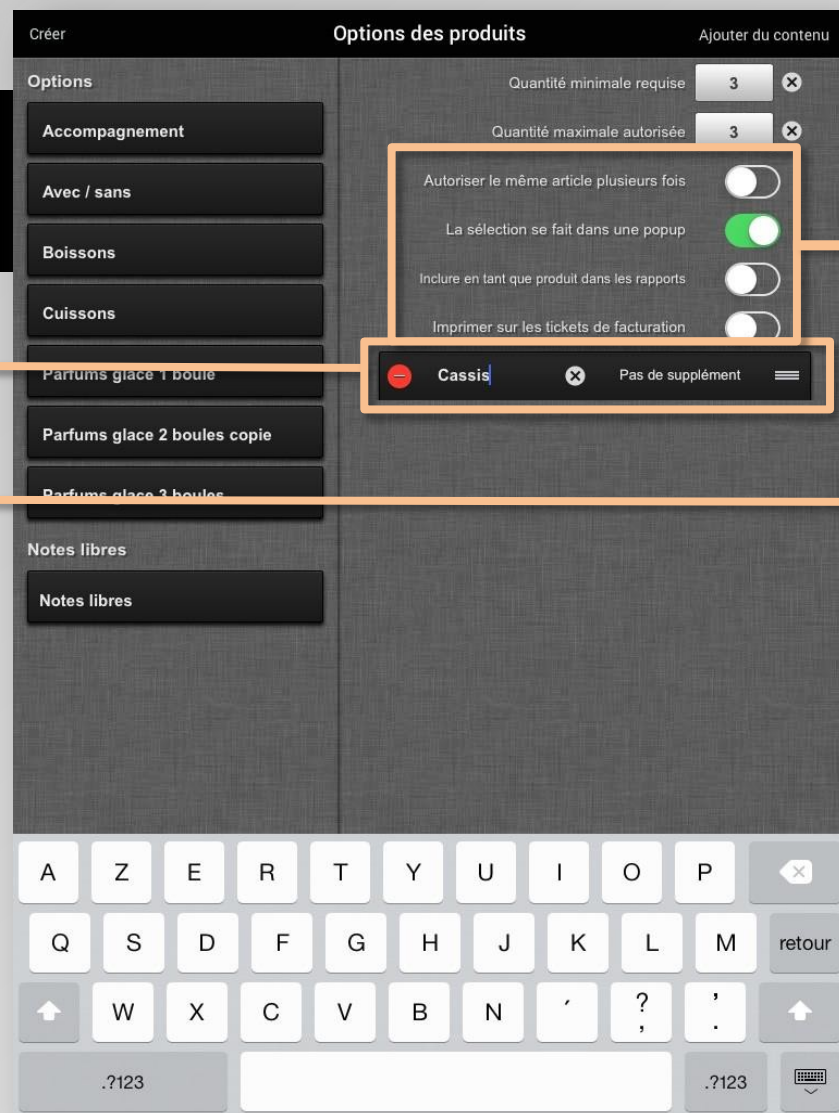 Créer
Options des produits
Ajouter du contenu
Options
Accompagnement
Avec / sans
Boissons
Cuissons
Parfums glace 1 boule
Parfums glace 2 boules copie
Parfums glace 3 boules
Notes libres
Notes libres
Quantité minimale requise 3
Quantité maximale autorisée 3
Autoriser le même article plusieurs fois
La sélection se fait dans une popup
Inclure en tant que produit dans les rapports
Imprimer sur les tickets de facturation
Cassis Pas de supplément
A Z E R T Y U I O P
Q S D F G H J K L M retour
W X C V B N ´ ? , ' .
.?123 .?123